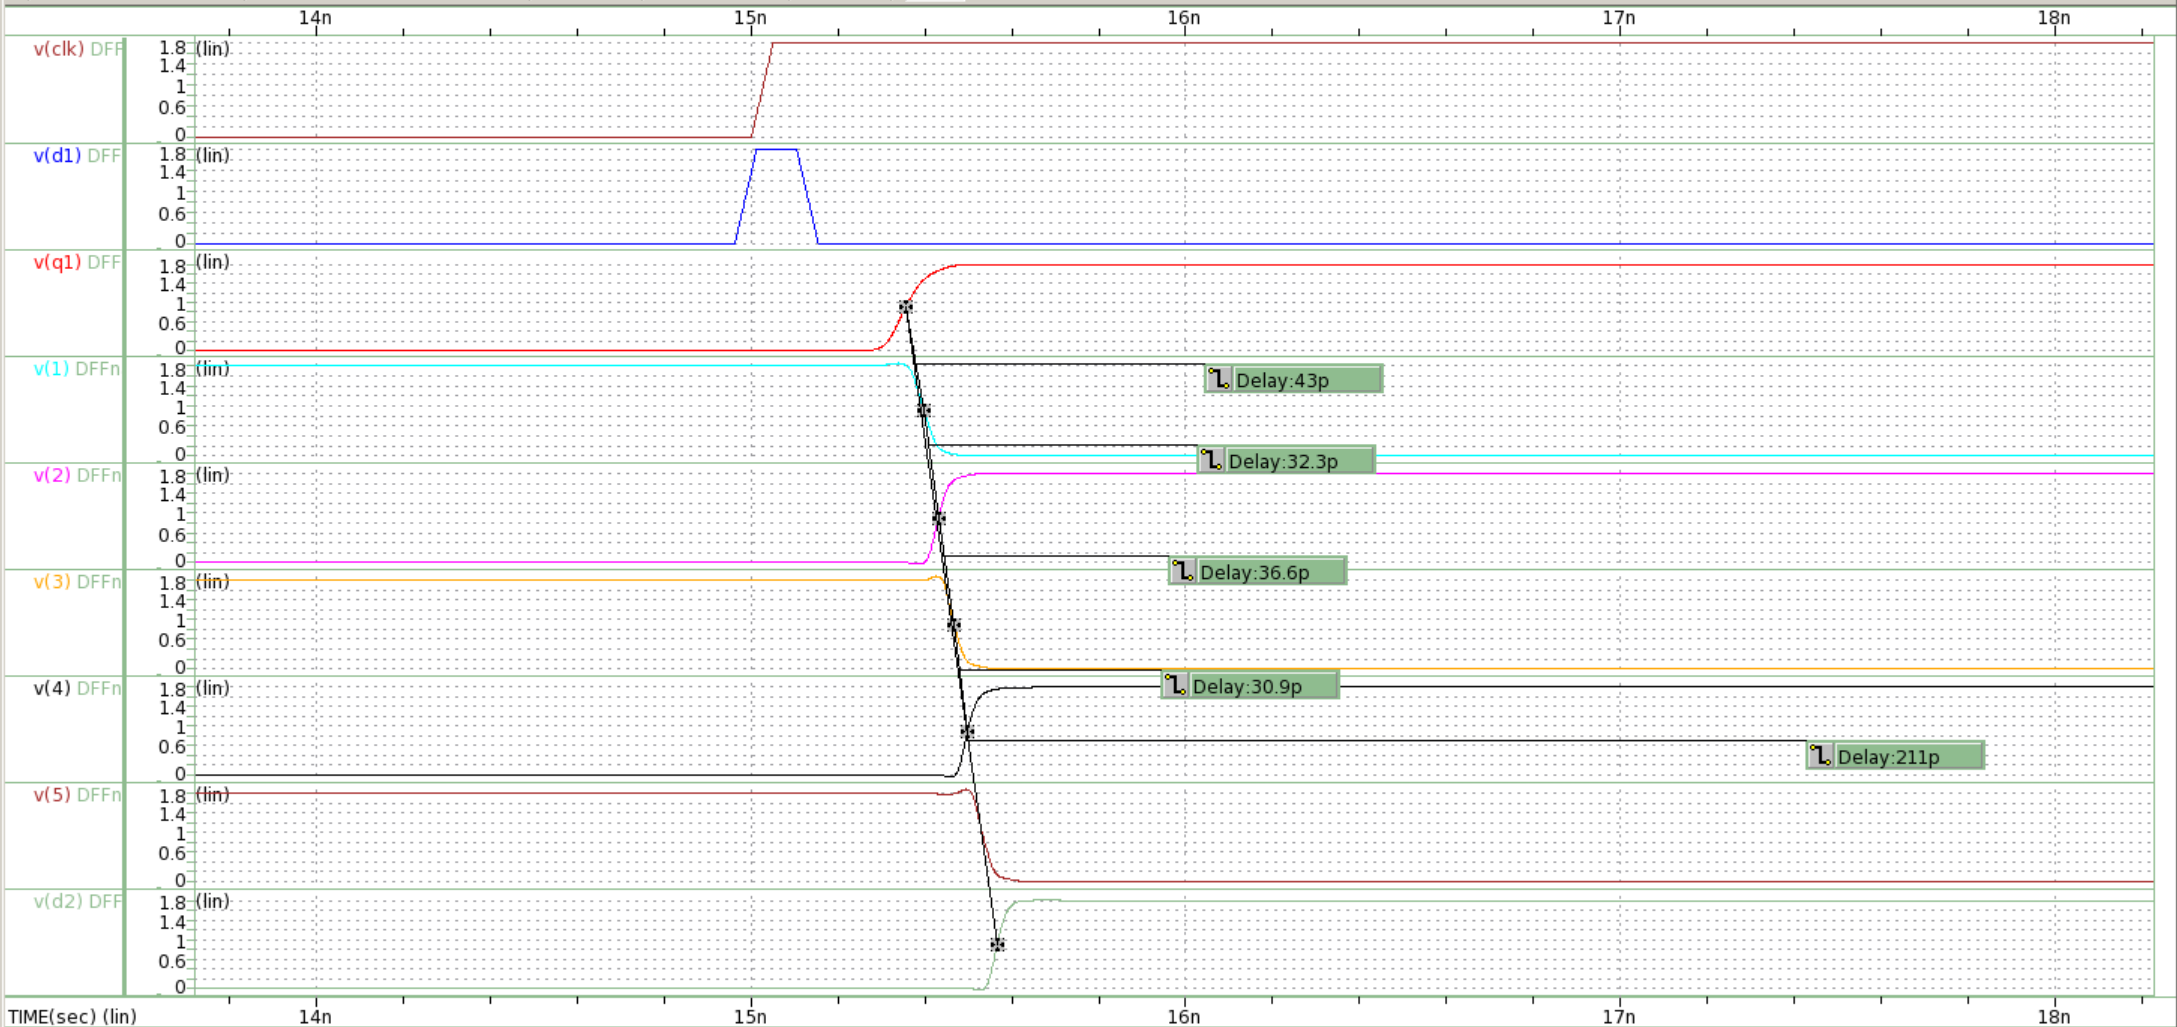 14n 15n 16n 17n 18n
v(clk) DFF 1.8 (lin)
1.4
1
0.6
0
v(d1) DFF 1.8 (lin)
1.4
1
0.6
0
v(q1) DFF 1.8 (lin)
1.4
1
0.6
0
v(1) DFFn 1.8 (lin)
Delay:43p
1.4
1
0.6
0
Delay:32.3p
v(2) DFFn 1.8 (lin)
1.4
1
0.6
0
Delay:36.6p
v(3) DFFn 1.8 (lin)
1.4
1
0.6
0
v(4) DFFn 1.8 (lin) Delay:30.9p
1.4
1
0.6
Delay:211p
0
v(5) DFFn 1.8 (lin)
1.4
1
0.6
0
v(d2) DFF 1.8 (lin)
1.4
1
0.6
0
TIME(sec) (lin) 14n 15n 16n 17n 18n